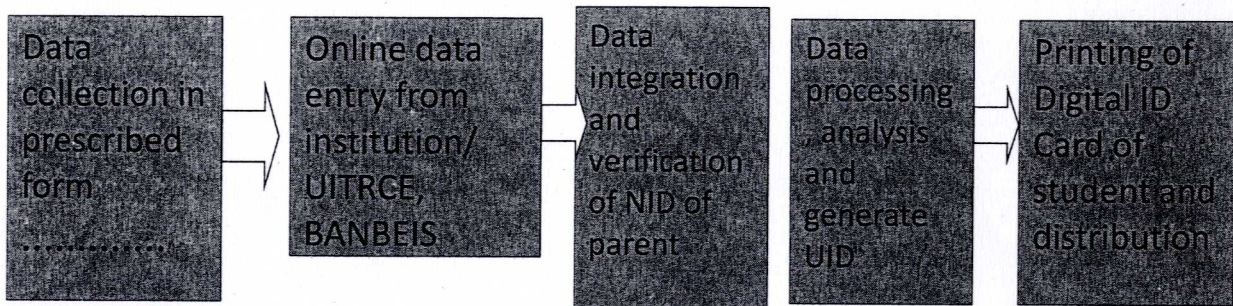 Data
collection in
prescribed
form
..............
Online data
entry from
institution/
UITRCE,
BANBEIS
Data
integration
and
verification
of NID of
parent
Data
processing
, analysis
and
generate
UID
Printing of
Digital ID
Card of
student and
distribution